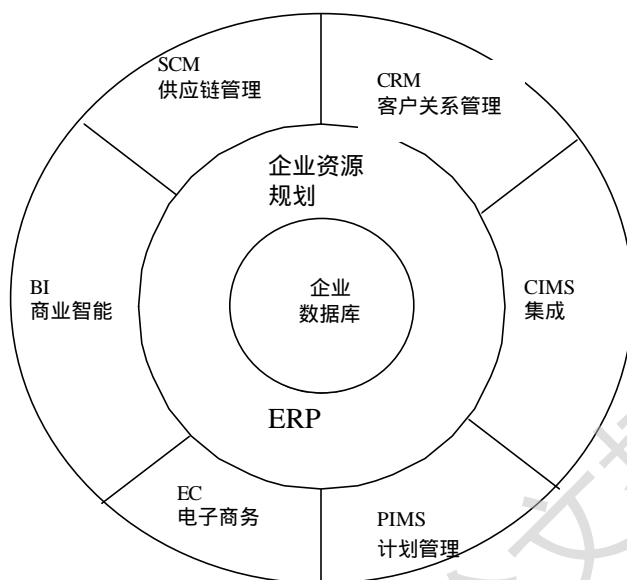 SCM
供应链管理
CRM
客户关系管理
企业资源
规划
BI
商业智能
企业
数据库
CIMS
集成
ERP
EC
电子商务
PIMS
计划管理
文